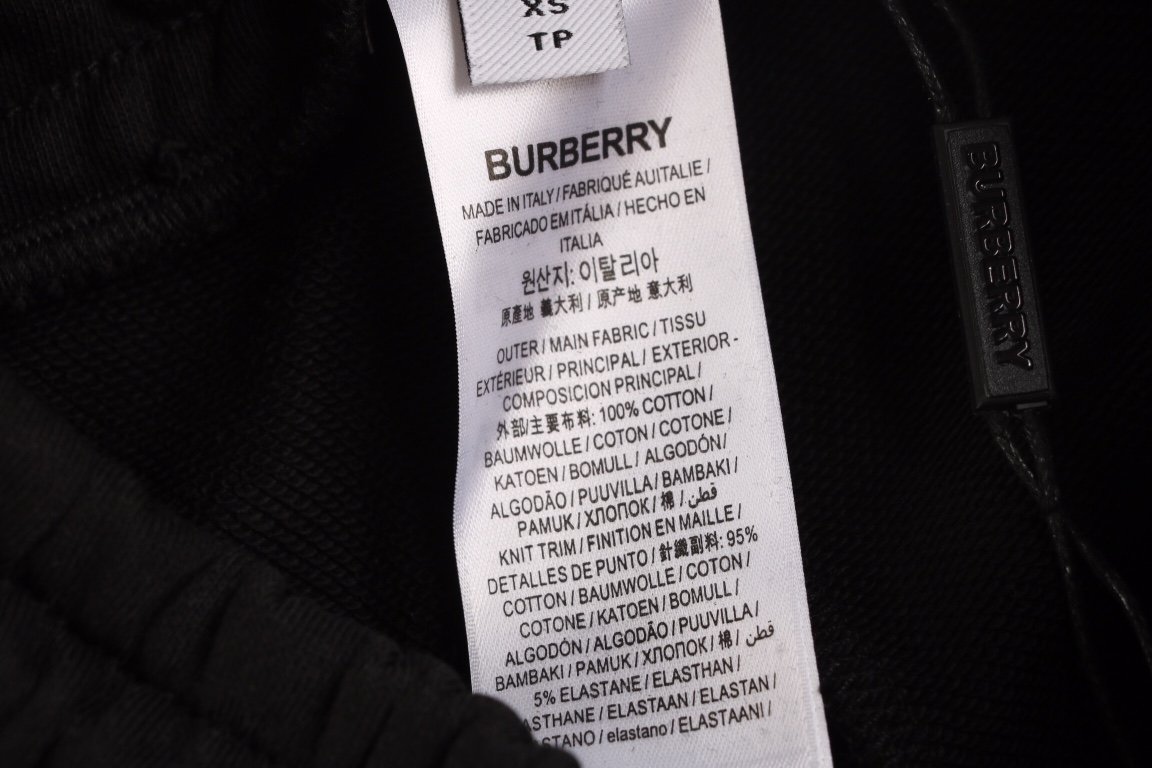 XS
TP
BURBERRY
MADE IN ITALY / FABRIQUÉ AUITALIE /
FABRICADO EM ITÁLIA / HECHO EN
ITALIA
원산지: 이탈리아
原產地 義大利 / 原产地 意大利
OUTER / MAIN FABRIC / TISSU
EXTÉRIEUR / PRINCIPAL / EXTERIOR -
COMPOSICION PRINCIPAL /
外部/主要布料: 100% COTTON /
BAUMWOLLE / COTON / COTONE /
KATOEN / BOMULL / ALGODÓN/
ALGODÃO / PUUVILLA / BAMBAKI /
PAMUK / ХЛОПОК / 棉 / قطن
KNIT TRIM / FINITION EN MAILLE /
DETALLES DE PUNTO / 針織副料: 95%
COTTON / BAUMWOLLE / COTON /
COTONE / KATOEN / BOMULL /
ALGODÓN / ALGODÃO / PUUVILLA /
BAMBAKI / PAMUK / ХЛОПОК / 棉 / قطن
5% ELASTANE / ELASTHAN /
STHANE / ELASTAAN / ELASTAN /
STANO / elastano / ELASTAANI /
BURBERRY